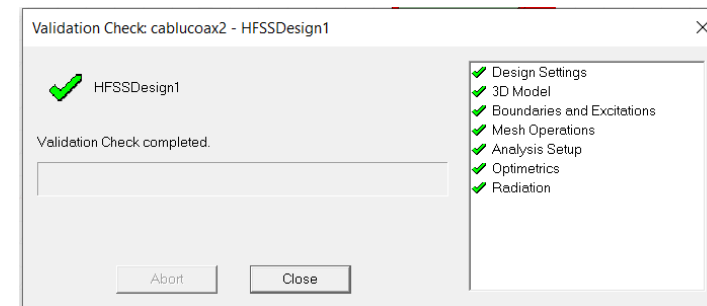 Validation Check: cablucoax2 - HFSSDesign1
HFSSDesign1
Validation Check completed.
Abort
Close
Design Settings
3D Model
Boundaries and Excitations
Mesh Operations
Analysis Setup
Optimetrics
Radiation